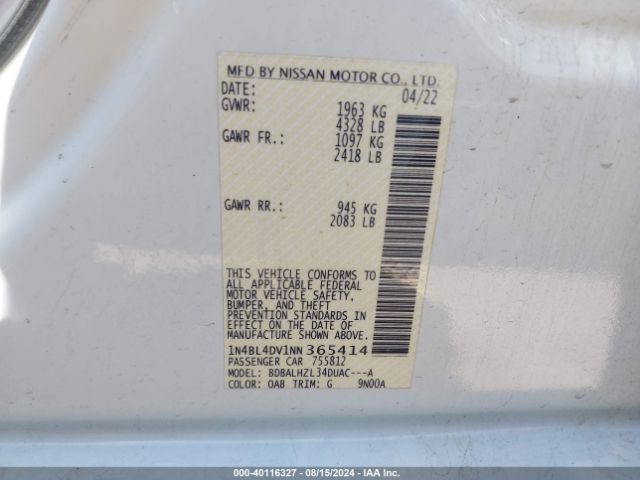 MFD BY NISSAN MOTOR CO., LTD.
DATE: 04/22
GVWR: 1963 KG
4328 LB
GAWR FR.: 1097 KG
2418 LB
GAWR RR.: 945 KG
2083 LB
THIS VEHICLE CONFORMS TO
ALL APPLICABLE FEDERAL
MOTOR VEHICLE SAFETY,
BUMPER, AND THEFT
PREVENTION STANDARDS IN
EFFECT ON THE DATE OF
MANUFACTURE SHOWN ABOVE.
1N4BL4DV1NN365414
PASSENGER CAR 755812
MODEL: BDBALHZL34DUAC---A
COLOR: QAB TRIM: G 9N00A
000-40116327 - 08/15/2024 - IAA Inc.